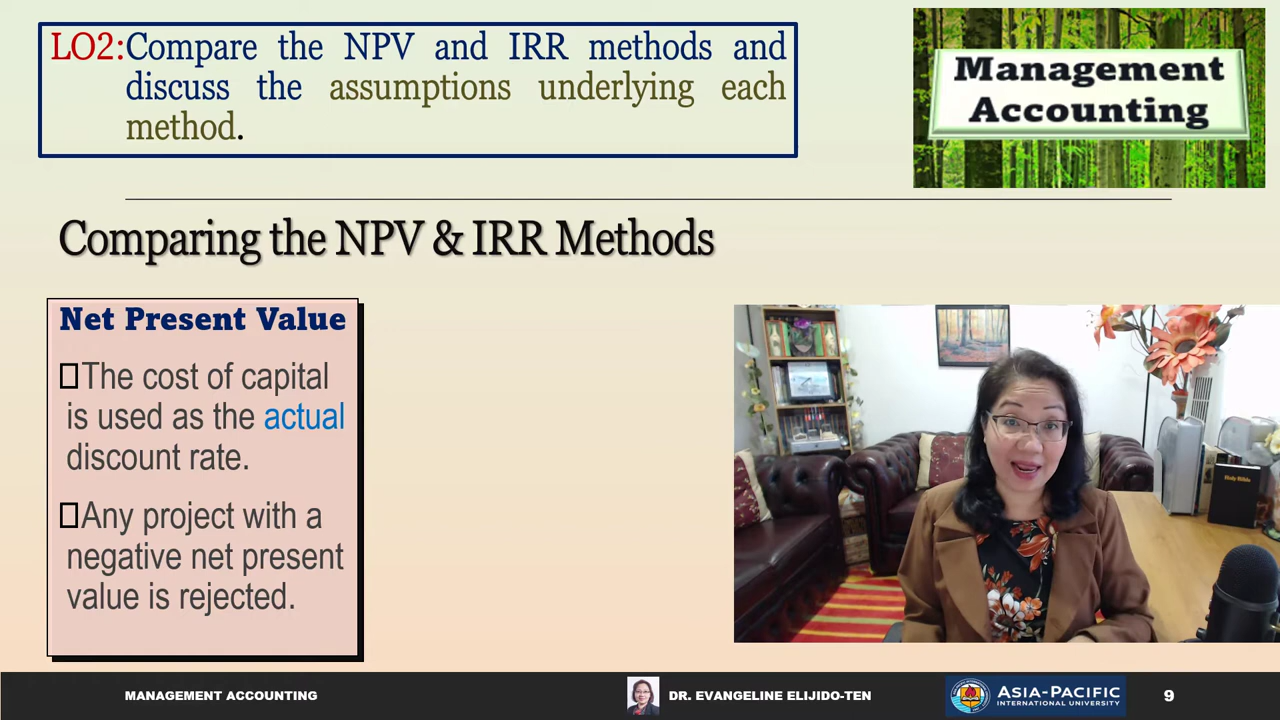 LO2:Compare the NPV and IRR methods and
discuss the assumptions underlying each
method.
Management
Accounting
Comparing the NPV & IRR Methods
Net Present Value
The cost of capital
is used as the actual
discount rate.
Any project with a
negative net present
value is rejected.
Holy Bible
MANAGEMENT ACCOUNTING
DR. EVANGELINE ELIJIDO-TEN
ASIA-PACIFIC
INTERNATIONAL UNIVERSITY
9